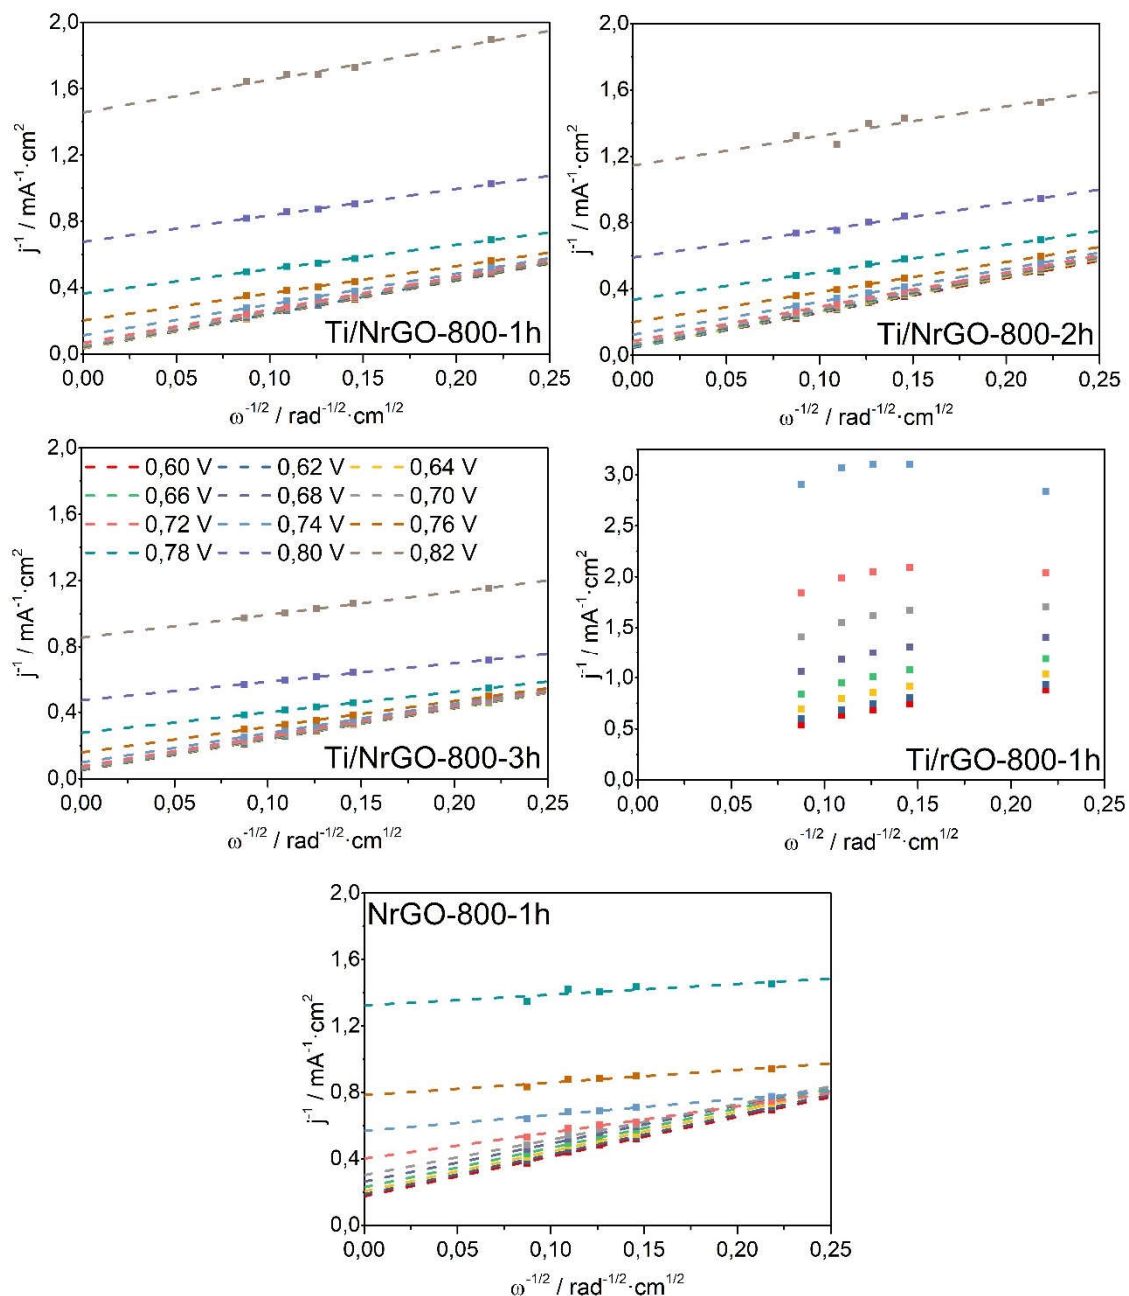 2,0
1,6
1,2
0,8
0,4
0,0
j⁻¹ / mA⁻¹·cm²
Ti/NrGO-800-1h
0,00 0,05 0,10 0,15 0,20 0,25
ω⁻¹/² / rad⁻¹/²·cm¹/²
2,0
1,6
1,2
0,8
0,4
0,0
j⁻¹ / mA⁻¹·cm²
Ti/NrGO-800-2h
0,00 0,05 0,10 0,15 0,20 0,25
ω⁻¹/² / rad⁻¹/²·cm¹/²
2,0
1,6
1,2
0,8
0,4
0,0
j⁻¹ / mA⁻¹·cm²
0,60 V 0,62 V 0,64 V
0,66 V 0,68 V 0,70 V
0,72 V 0,74 V 0,76 V
0,78 V 0,80 V 0,82 V
Ti/NrGO-800-3h
0,00 0,05 0,10 0,15 0,20 0,25
ω⁻¹/² / rad⁻¹/²·cm¹/²
3,0
2,5
2,0
1,5
1,0
0,5
0,0
j⁻¹ / mA⁻¹·cm²
Ti/rGO-800-1h
0,00 0,05 0,10 0,15 0,20 0,25
ω⁻¹/² / rad⁻¹/²·cm¹/²
NrGO-800-1h
2,0
1,6
1,2
0,8
0,4
0,0
j⁻¹ / mA⁻¹·cm²
0,00 0,05 0,10 0,15 0,20 0,25
ω⁻¹/² / rad⁻¹/²·cm¹/²